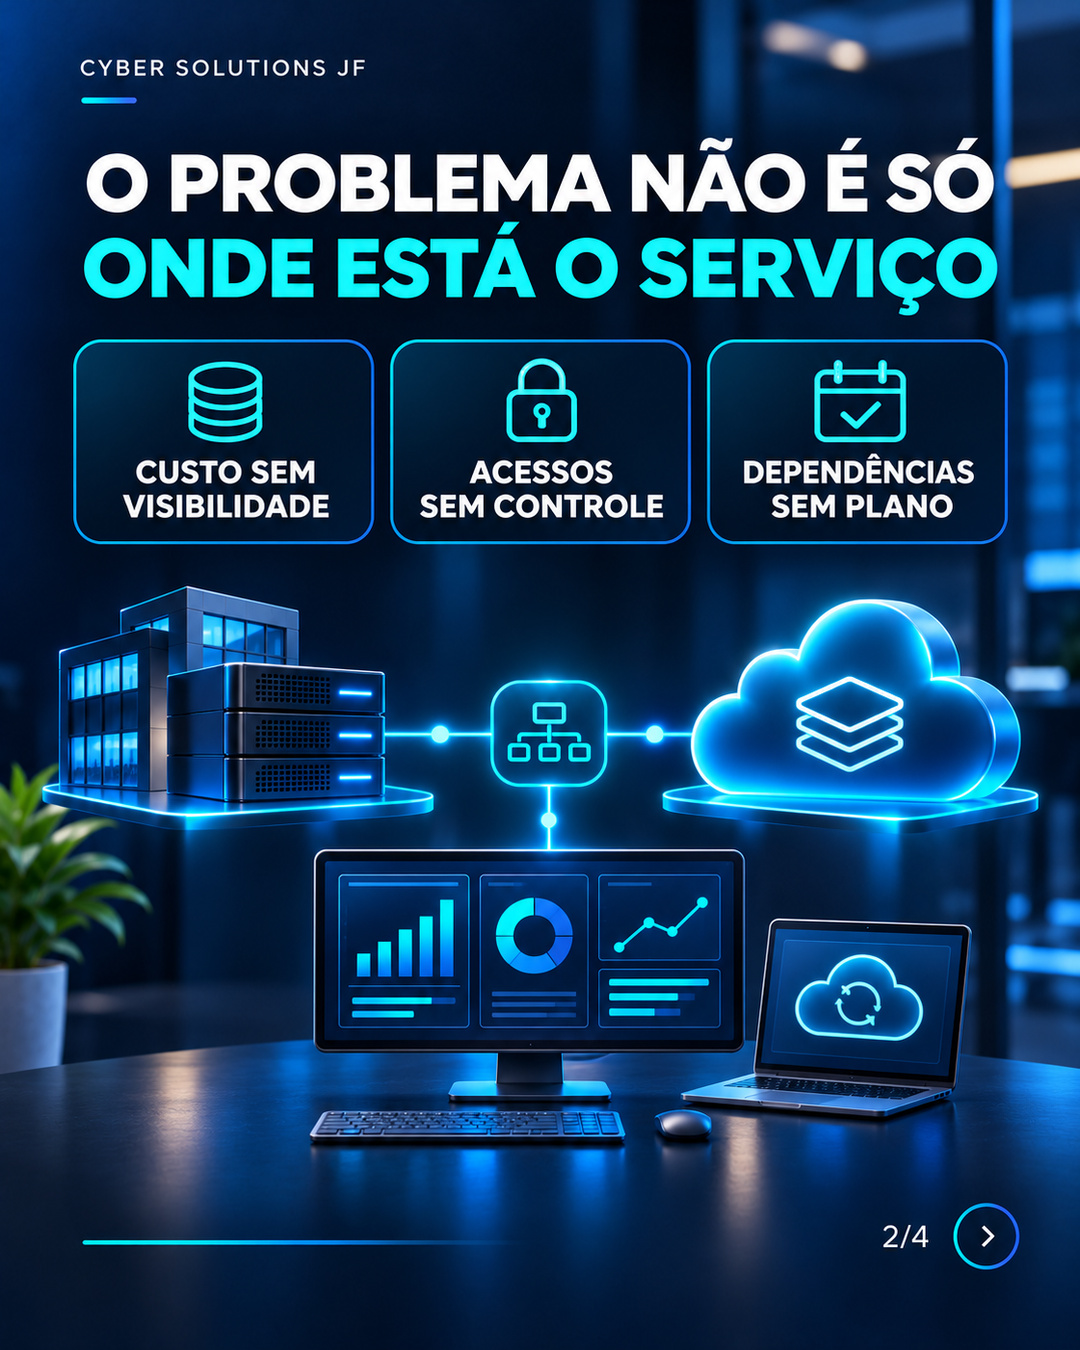 CYBER SOLUTIONS JF
O PROBLEMA NÃO É SÓ
ONDE ESTÁ O SERVIÇO
CUSTO SEM
VISIBILIDADE
ACESSOS
SEM CONTROLE
DEPENDÊNCIAS
SEM PLANO
2/4